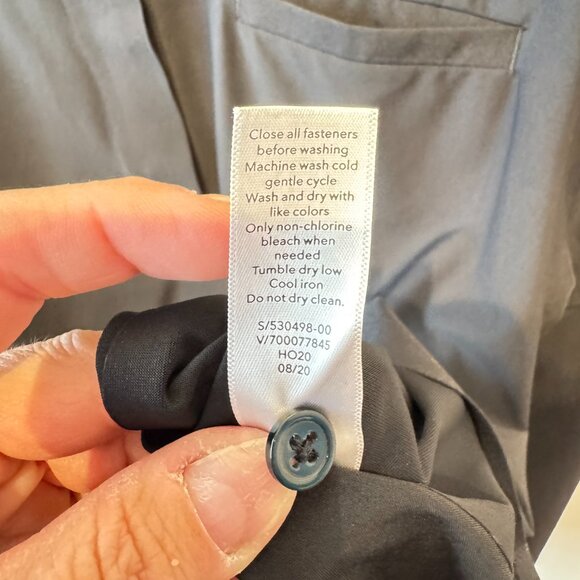 Close all fasteners
before washing
Machine wash cold
gentle cycle
Wash and dry with
like colors
Only non-chlorine
bleach when
needed
Tumble dry low
Cool iron
Do not dry clean.
S/530498-00
V/700077845
HO20
08/20